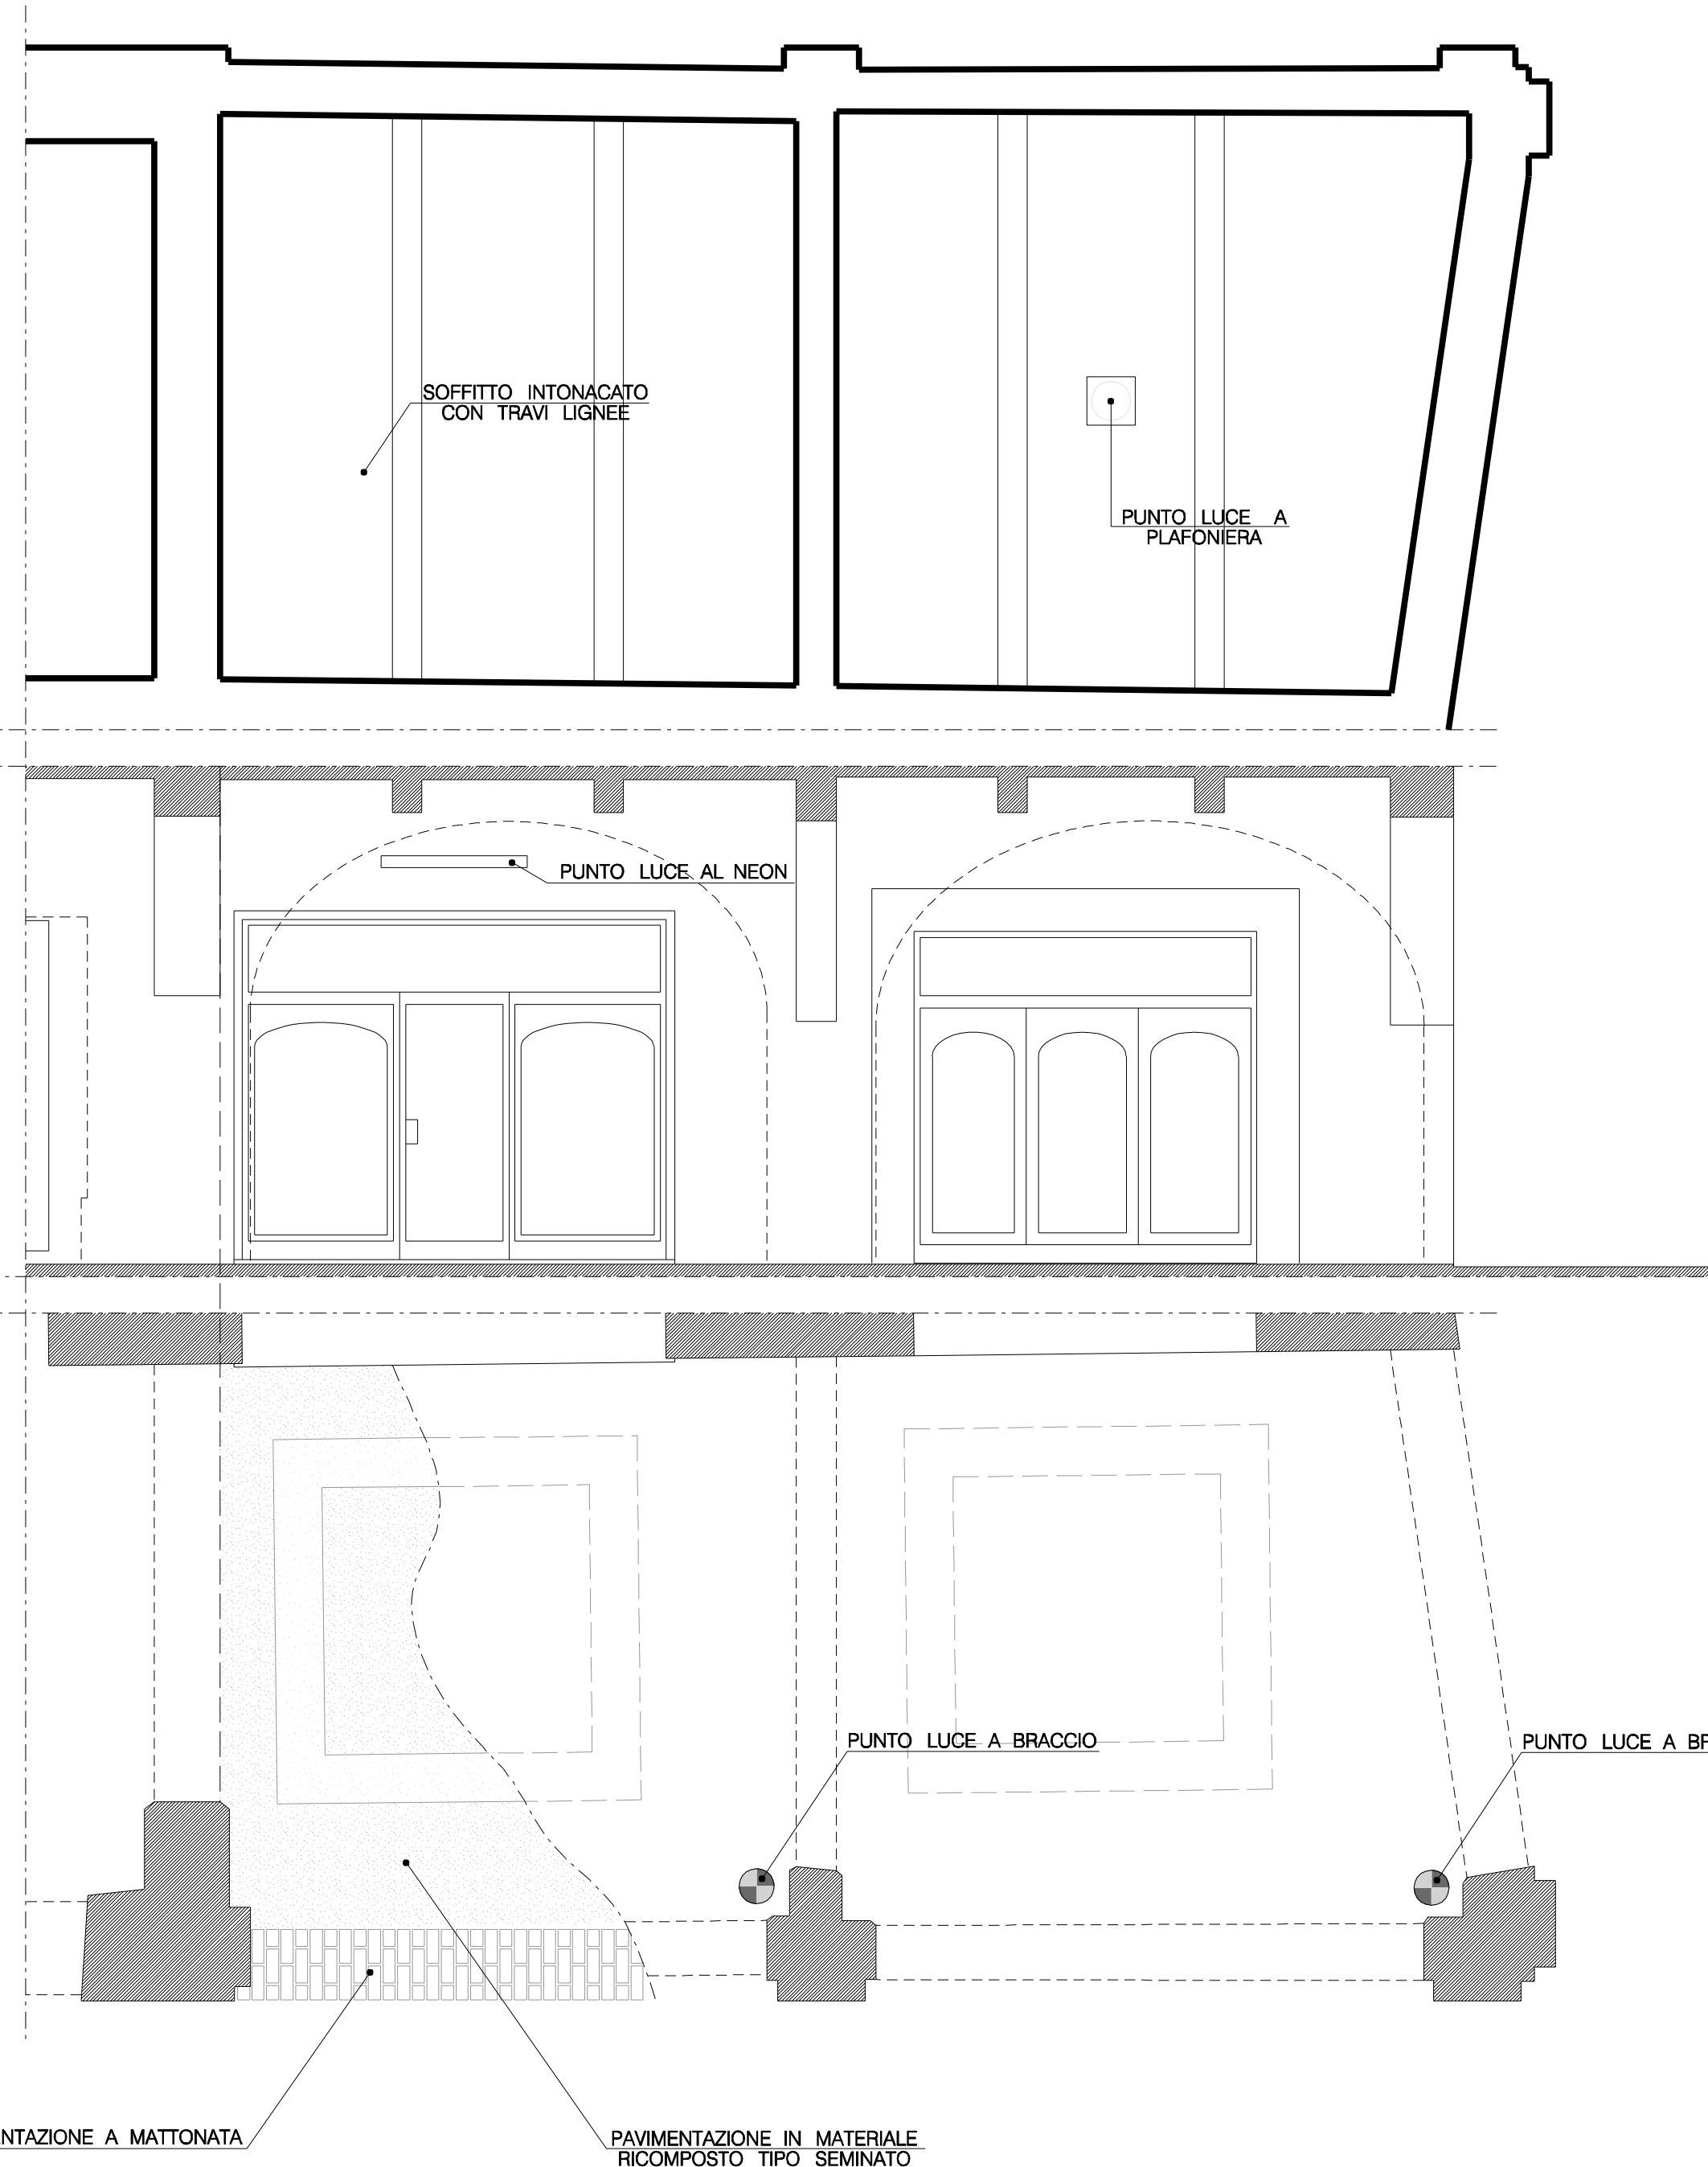 SOFFITTO INTONACATO
CON TRAVI LIGNEE
PUNTO LUCE A
PLAFONIERA
PUNTO LUCE AL NEON
PUNTO LUCE A BRACCIO
PUNTO LUCE A
NTAZIONE A MATTONATA
PAVIMENTAZIONE IN MATERIALE
RICOMPOSTO TIPO SEMINATO